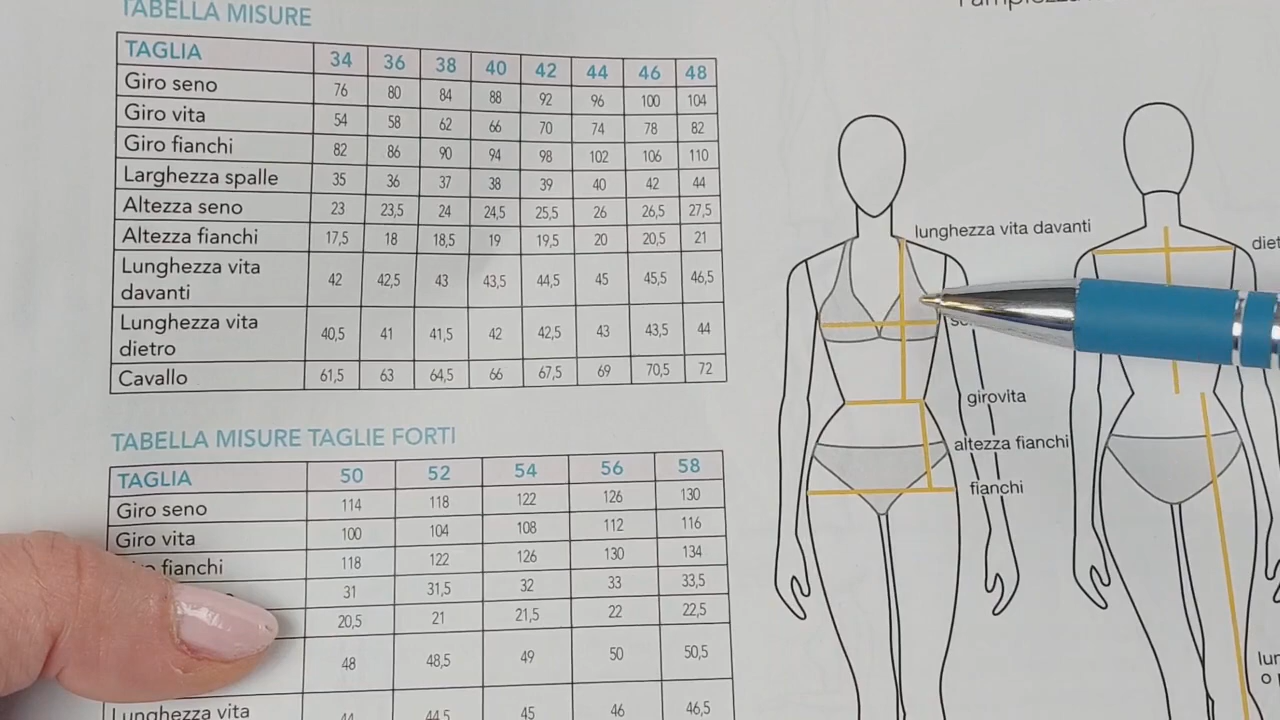 TABELLA MISURE
TAGLIA 34 36 38 40 42 44 46 48
Giro seno 76 80 84 88 92 96 100 104
Giro vita 54 58 62 66 70 74 78 82
Giro fianchi 82 86 90 94 98 102 106 110
Larghezza spalle 35 36 37 38 39 40 42 44
Altezza seno 23 23,5 24 24,5 25,5 26 26,5 27,5
Altezza fianchi 17,5 18 18,5 19 19,5 20 20,5 21
Lunghezza vita
davanti 42 42,5 43 43,5 44,5 45 45,5 46,5
Lunghezza vita
dietro 40,5 41 41,5 42 42,5 43 43,5 44
Cavallo 61,5 63 64,5 66 67,5 69 70,5 72
TABELLA MISURE TAGLIE FORTI
TAGLIA 50 52 54 56 58
Giro seno 114 118 122 126 130
Giro vita 100 104 108 112 116
fianchi 118 122 126 130 134
31 31,5 32 33 33,5
20,5 21 21,5 22 22,5
48 48,5 49 50 50,5
Lunghezza vita
44 44,5 45 46 46,5
lunghezza vita davanti
girovita
altezza fianchi
fianchi